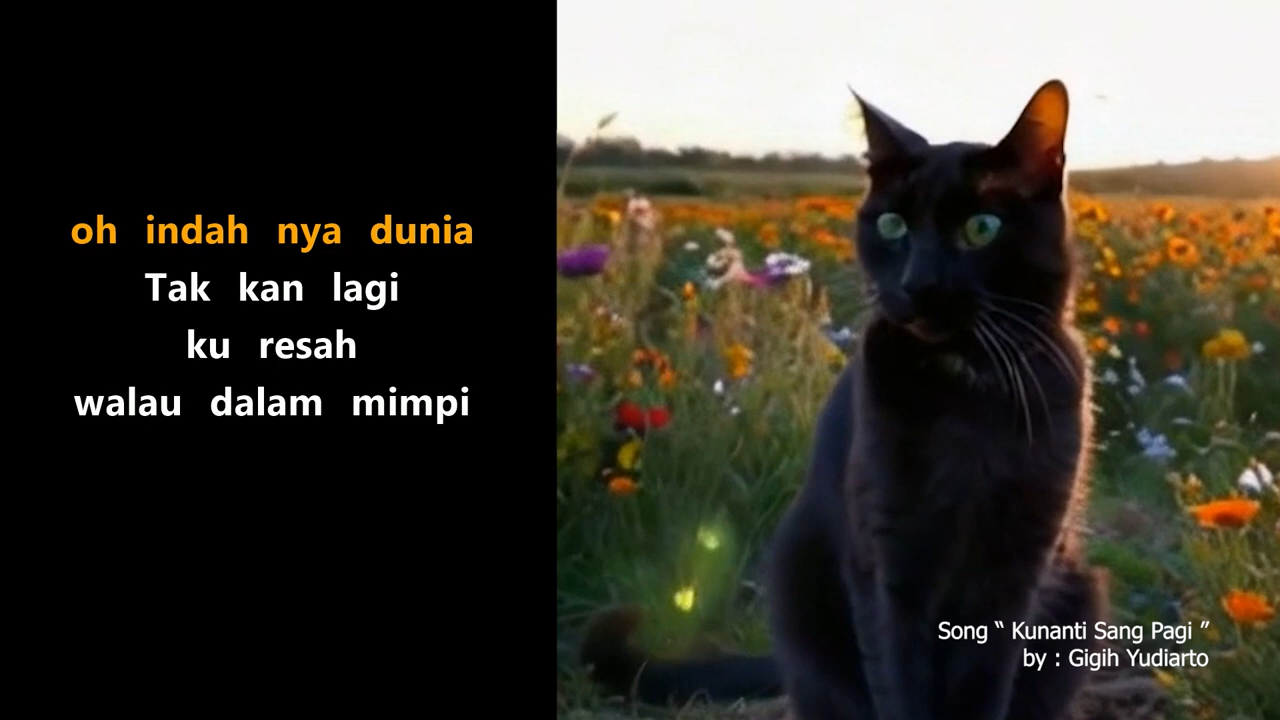 oh indah nya dunia
Tak kan lagi
ku resah
walau dalam mimpi
Song “ Kunanti Sang Pagi ”
by : Gigih Yudiarto